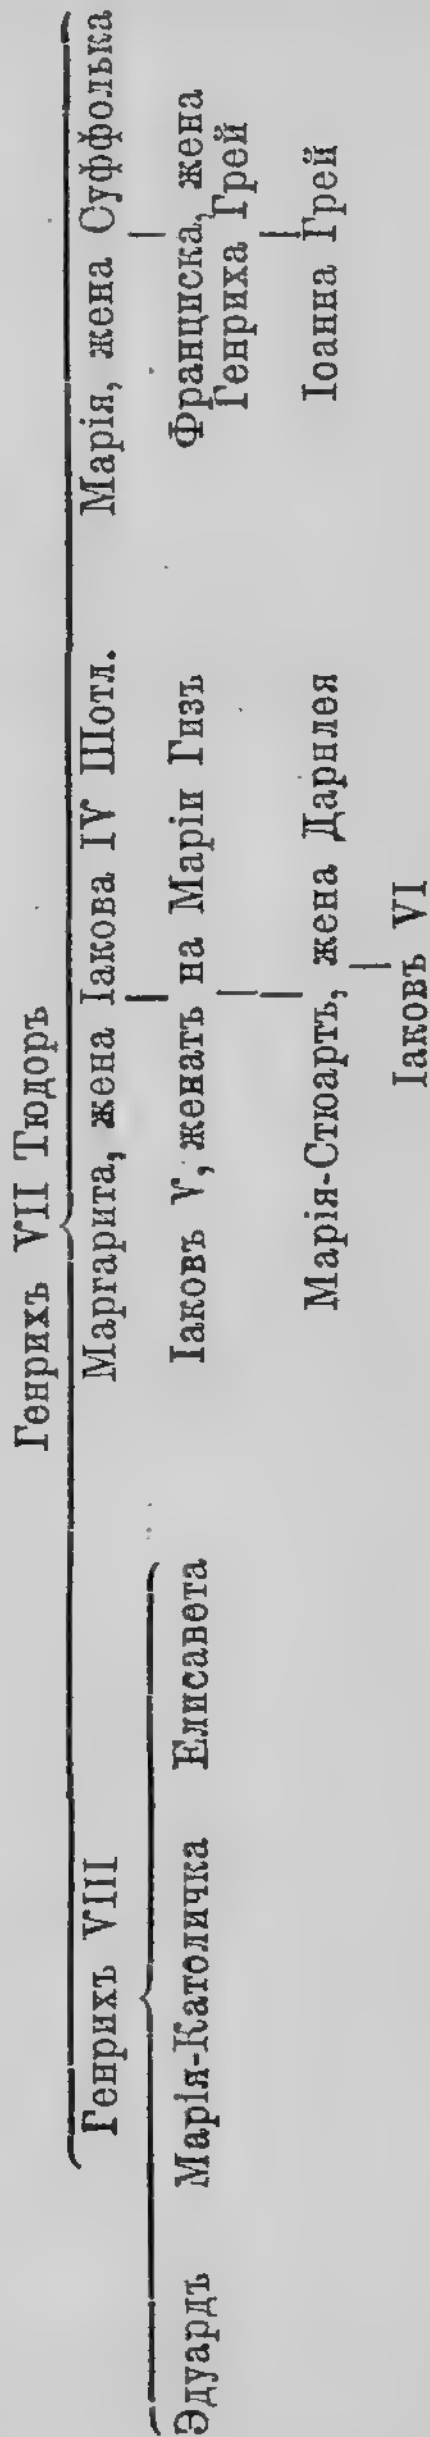 Генрихъ VII Тюдоръ
Генрихъ VIII
Маргарита, жена Іакова IV Шотл.
Марія, жена Суффолька
Эдуардъ
Марія-Католичка
Елисавета
Іаковъ V, женатъ на Маріи Гизъ
Франциска, жена
Генриха Грей
Марія-Стюартъ, жена Дарнлея
Іоанна Грей
Іаковъ VI